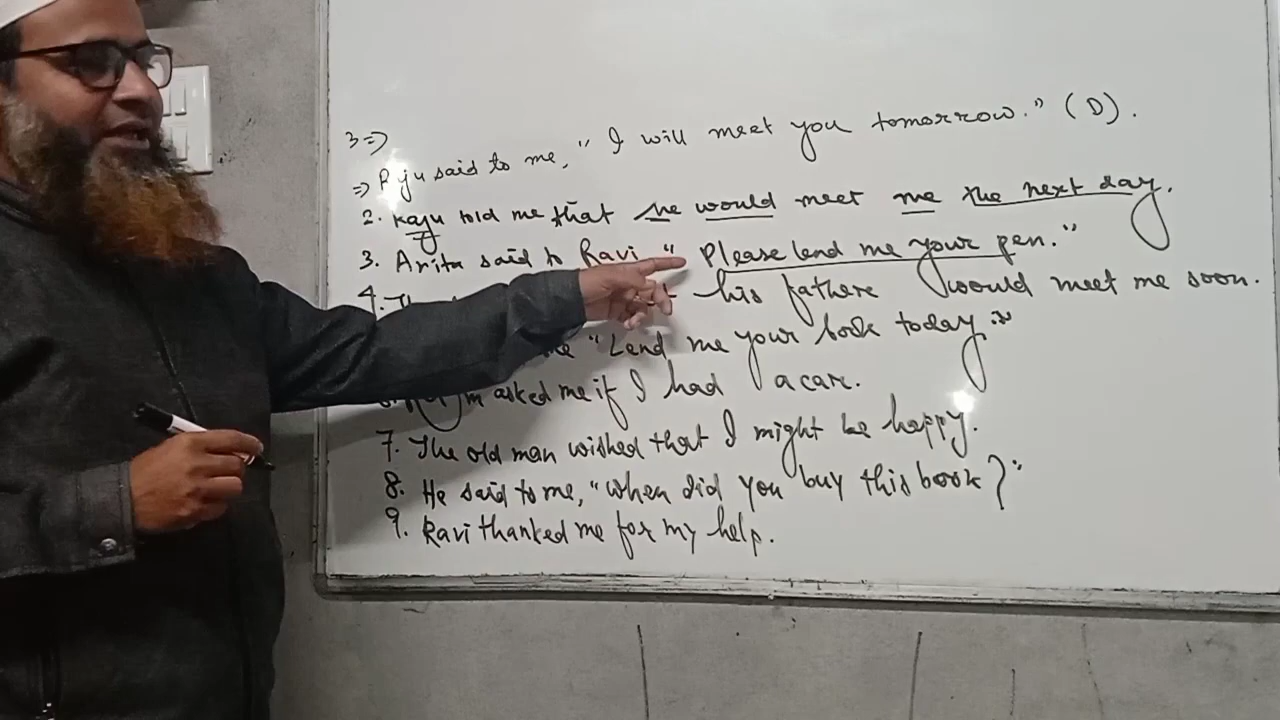 3 ⇒
⇒ Raju said to me, "I will meet you tomorrow." (D).
2. Raju told me that he would meet me the next day.
3. Anita said to Ravi " Please lend me your pen."
4. his father would meet me soon.
"Lend me your book today."
asked me if I had a car.
7. The old man wished that I might be happy.
8. He said to me, "When did you buy this book?"
9. Ravi thanked me for my help.